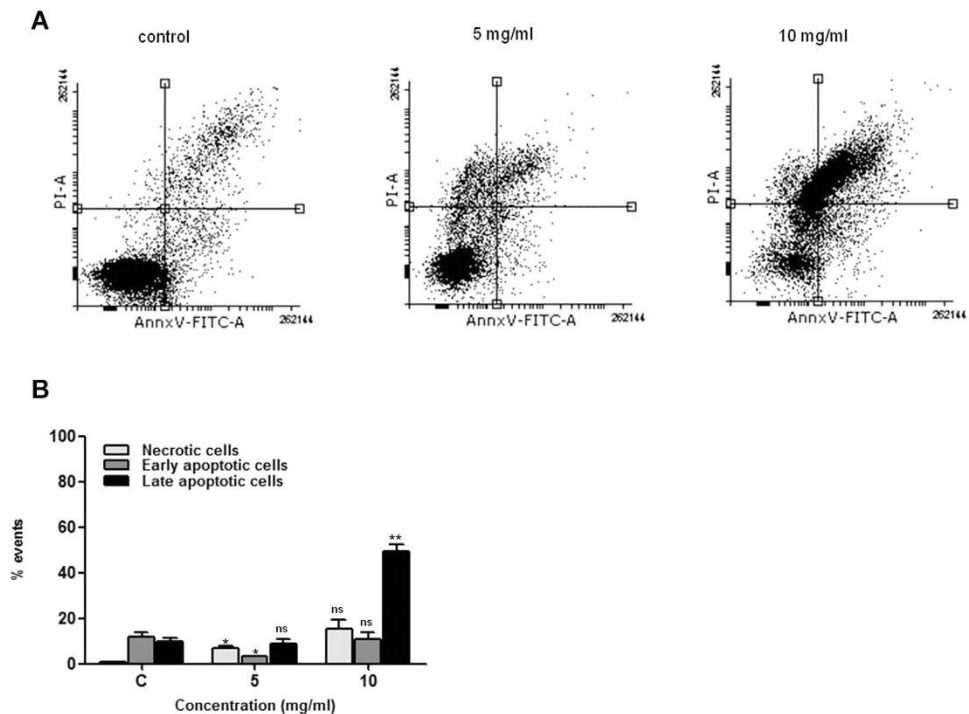 A
control
5 mg/ml
10 mg/ml
262144
PI-A
AnnxV-FITC-A
262144
262144
PI-A
AnnxV-FITC-A
262144
262144
PI-A
AnnxV-FITC-A
262144
B
% events
100
80
60
40
20
0
Necrotic cells
Early apoptotic cells
Late apoptotic cells
*
*
ns
ns
ns
**
C
5
10
Concentration (mg/ml)